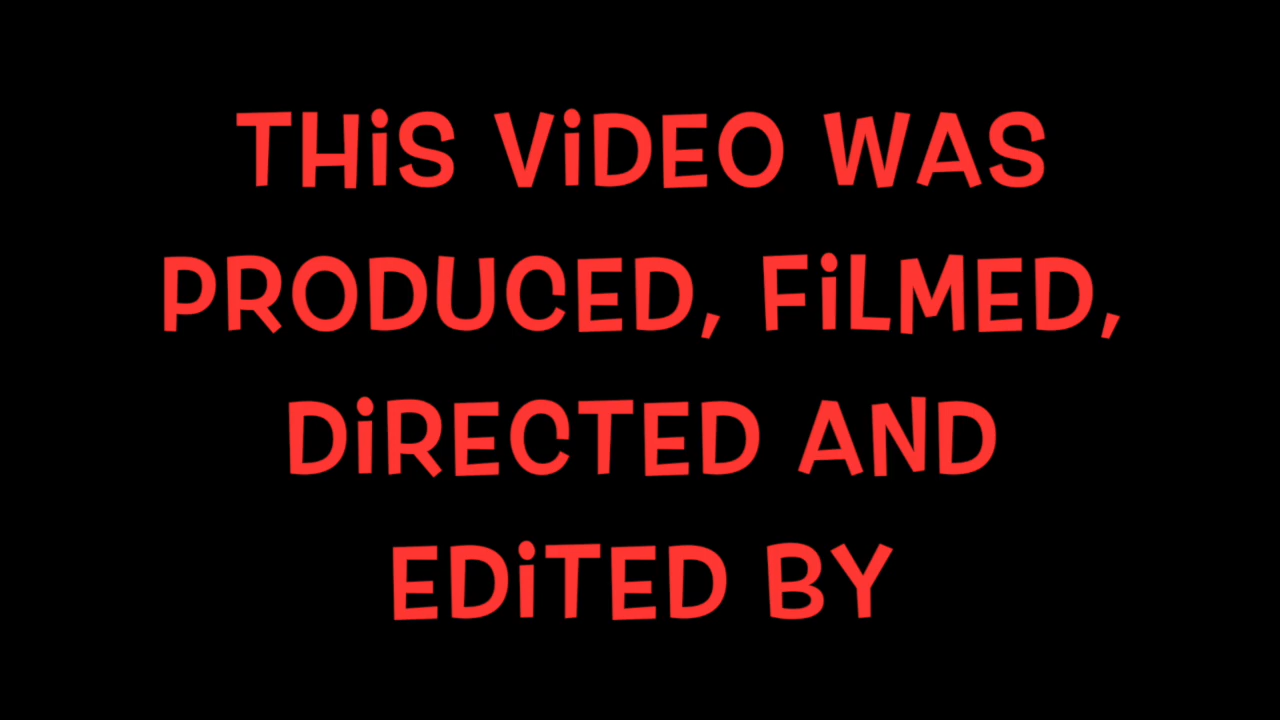 THiS ViDEO WAS
PRODUCED, FiLMED,
DiRECTED AND
EDiTED BY